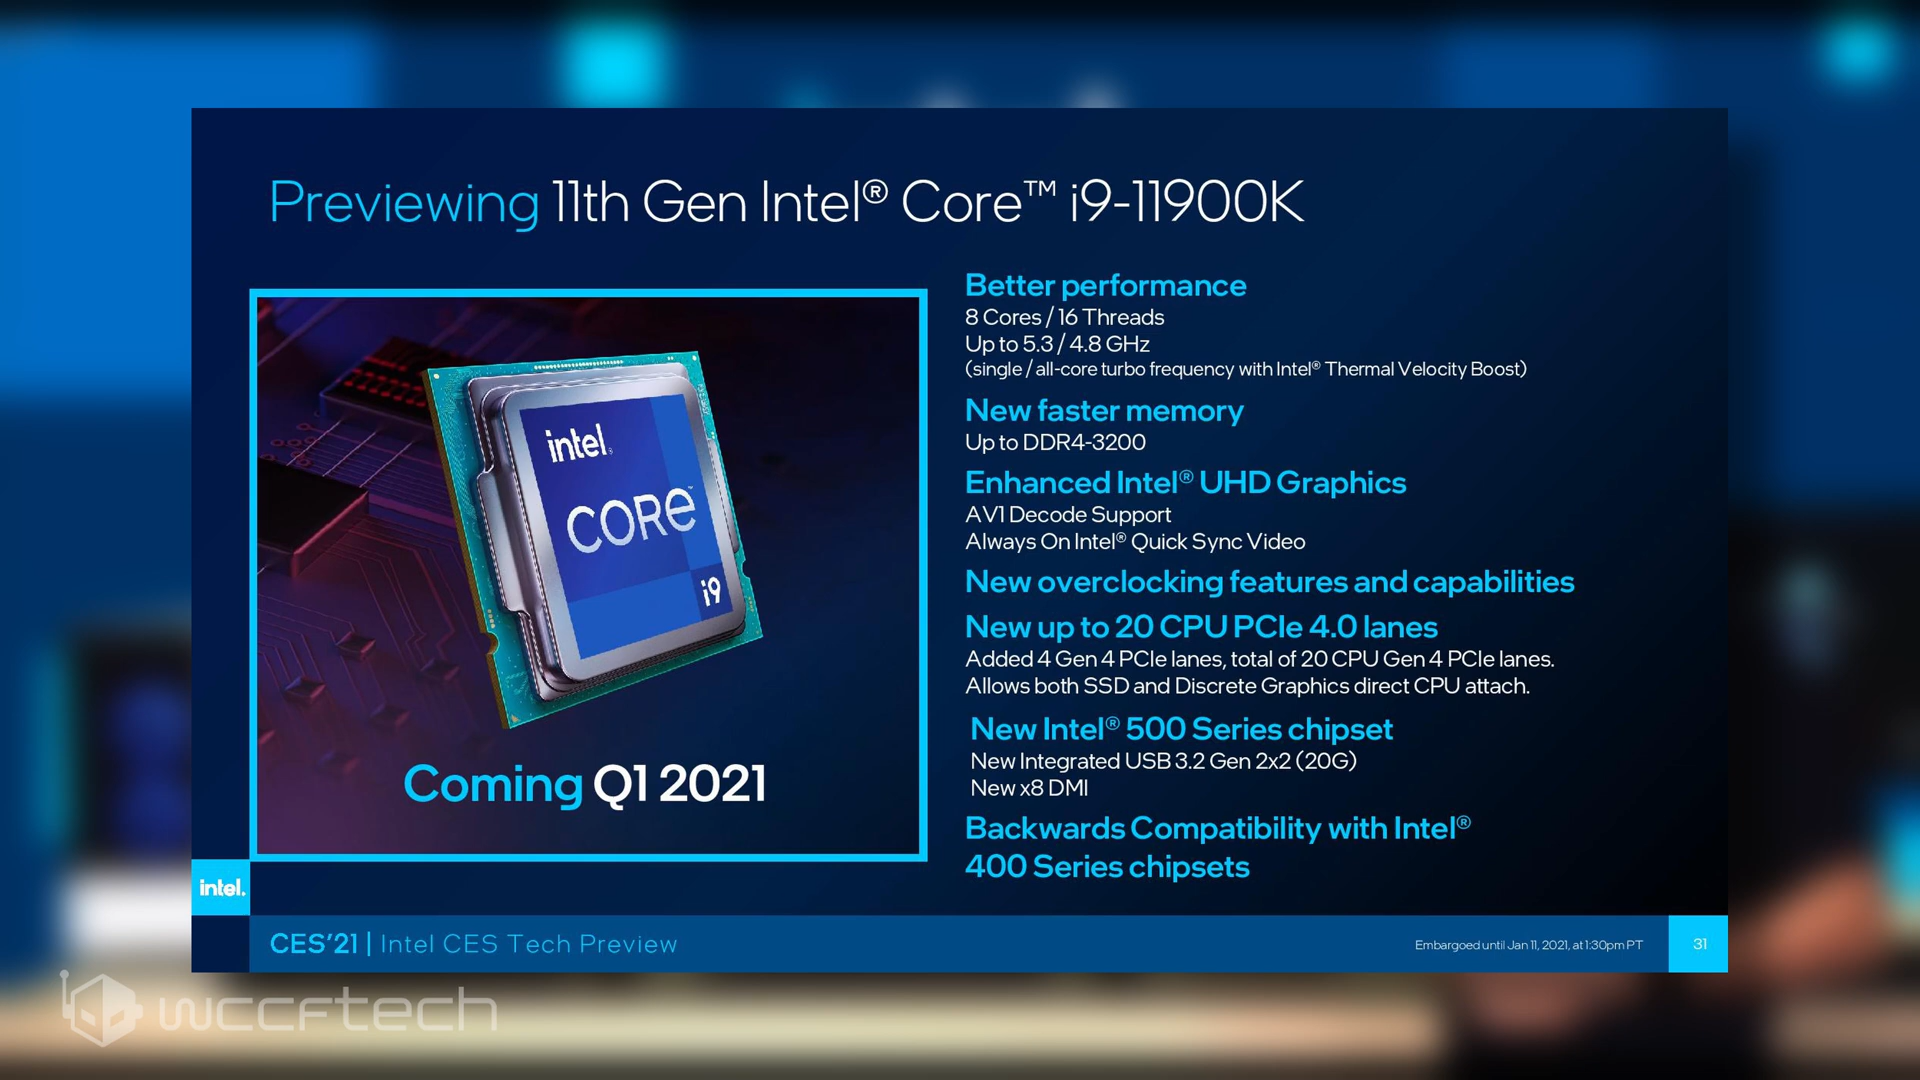 Previewing 11th Gen Intel® Core™ i9-11900K
intel.
CORE™
i9
Coming Q1 2021
Better performance
8 Cores / 16 Threads
Up to 5.3 / 4.8 GHz
(single / all-core turbo frequency with Intel® Thermal Velocity Boost)
New faster memory
Up to DDR4-3200
Enhanced Intel® UHD Graphics
AV1 Decode Support
Always On Intel® Quick Sync Video
New overclocking features and capabilities
New up to 20 CPU PCIe 4.0 lanes
Added 4 Gen 4 PCIe lanes, total of 20 CPU Gen 4 PCIe lanes.
Allows both SSD and Discrete Graphics direct CPU attach.
New Intel® 500 Series chipset
New Integrated USB 3.2 Gen 2x2 (20G)
New x8 DMI
Backwards Compatibility with Intel®
400 Series chipsets
intel.
CES'21 | Intel CES Tech Preview
Embargoed until Jan 11, 2021, at 1:30pm PT
31
wccftech